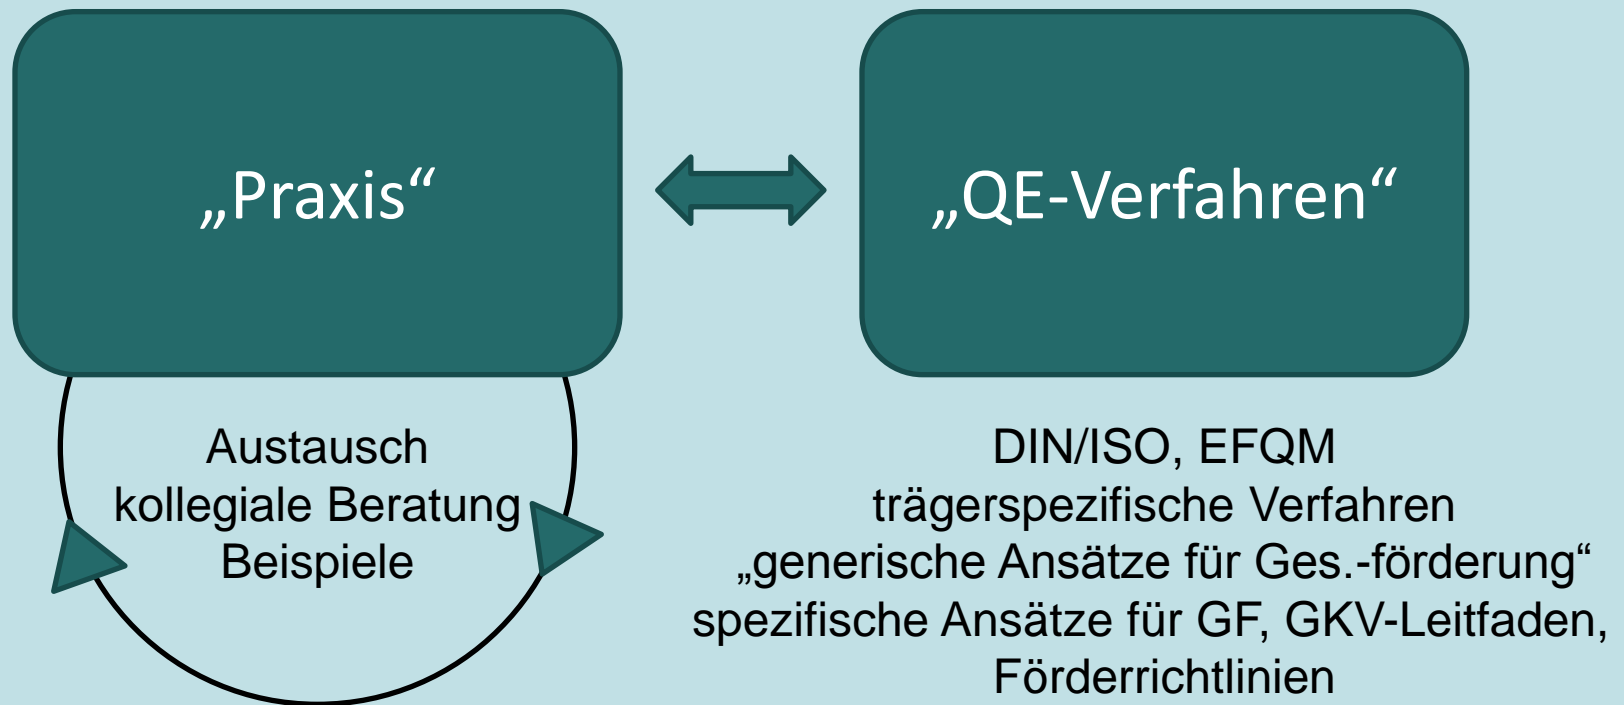 „Praxis“
„QE-Verfahren“
Austausch
kollegiale Beratung
Beispiele
DIN/ISO, EFQM
trägerspezifische Verfahren
„generische Ansätze für Ges.-förderung“
spezifische Ansätze für GF, GKV-Leitfaden,
Förderrichtlinien